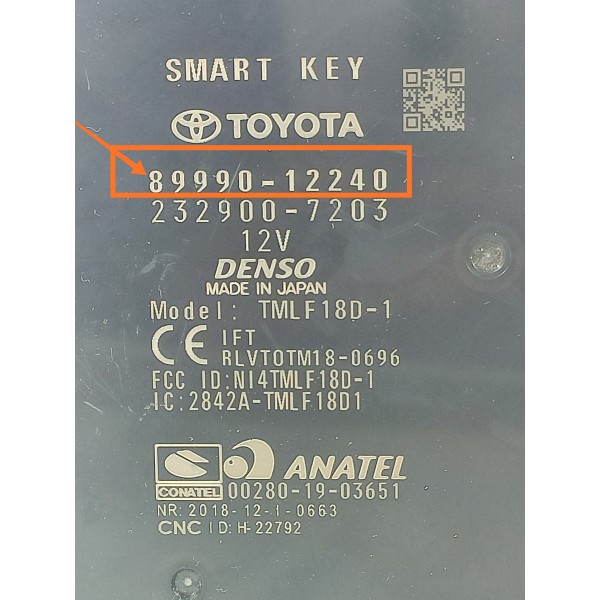 SMART KEY
TOYOTA
89990-12240
232900-7203
12V
DENSO
MADE IN JAPAN
Model: TMLF18D-1
CE IFT
RLVTOTM18-0696
FCC ID:NI4TMLF18D-1
IC:2842A-TMLF18D1
CONATEL
ANATEL
00280-19-03651
NR: 2018-12-I-0663
CNC ID: H-22792